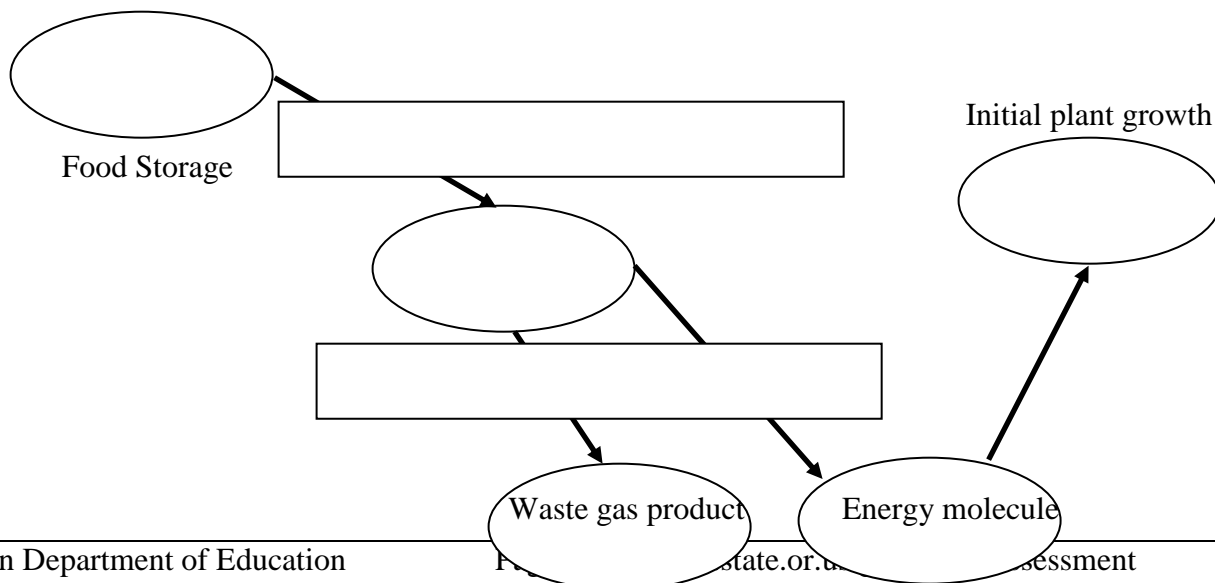 Initial plant growth
Food Storage
Waste gas product
Energy molecule
n Department of Education state.or.u sessment